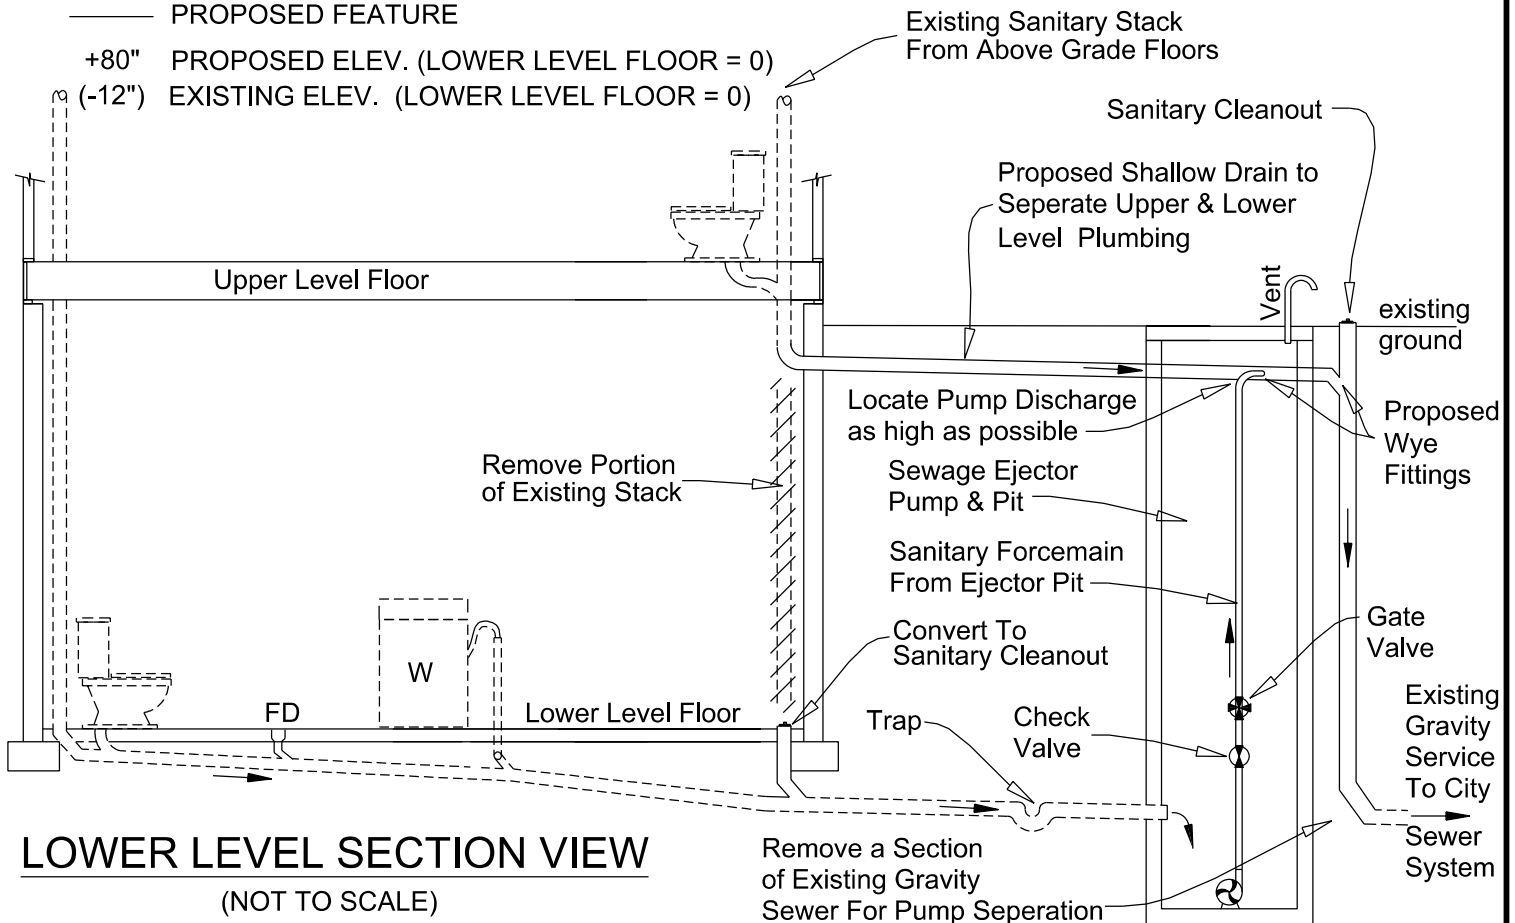 PROPOSED FEATURE
+80" PROPOSED ELEV. (LOWER LEVEL FLOOR = 0)
(-12") EXISTING ELEV. (LOWER LEVEL FLOOR = 0)
Existing Sanitary Stack
From Above Grade Floors
Sanitary Cleanout
Proposed Shallow Drain to
Seperate Upper & Lower
Level Plumbing
Upper Level Floor
Vent
existing
ground
Locate Pump Discharge
as high as possible
Proposed
Wye
Fittings
Remove Portion
of Existing Stack
Sewage Ejector
Pump & Pit
Sanitary Forcemain
From Ejector Pit
Convert To
Sanitary Cleanout
Gate
Valve
W
FD
Lower Level Floor
Trap
Check
Valve
Existing
Gravity
Service
To City
Sewer
System
LOWER LEVEL SECTION VIEW
(NOT TO SCALE)
Remove a Section
of Existing Gravity
Sewer For Pump Seperation